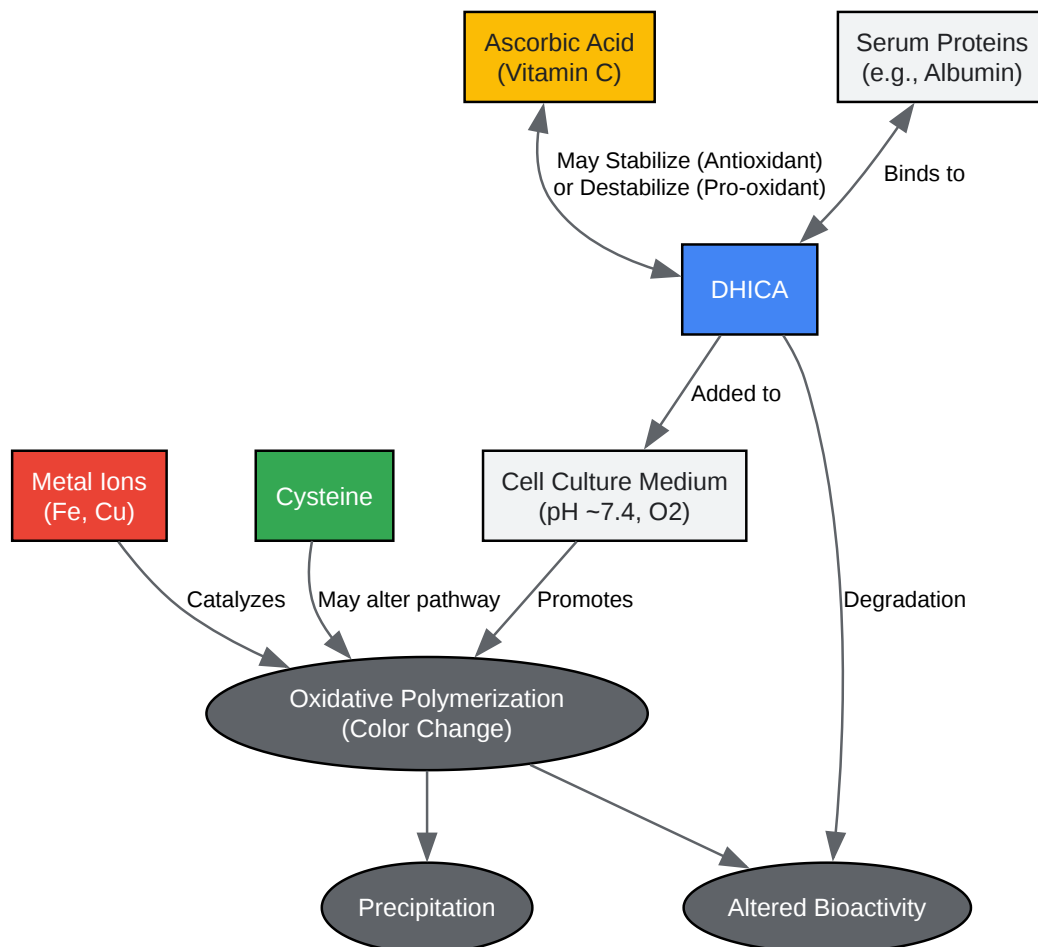 Ascorbic Acid
(Vitamin C)
Serum Proteins
(e.g., Albumin)
May Stabilize (Antioxidant)
or Destabilize (Pro-oxidant)
Binds to
DHICA
Added to
Metal Ions
(Fe, Cu)
Cysteine
Cell Culture Medium
(pH ~7.4, O2)
Catalyzes
May alter pathway
Promotes
Degradation
Oxidative Polymerization
(Color Change)
Precipitation
Altered Bioactivity